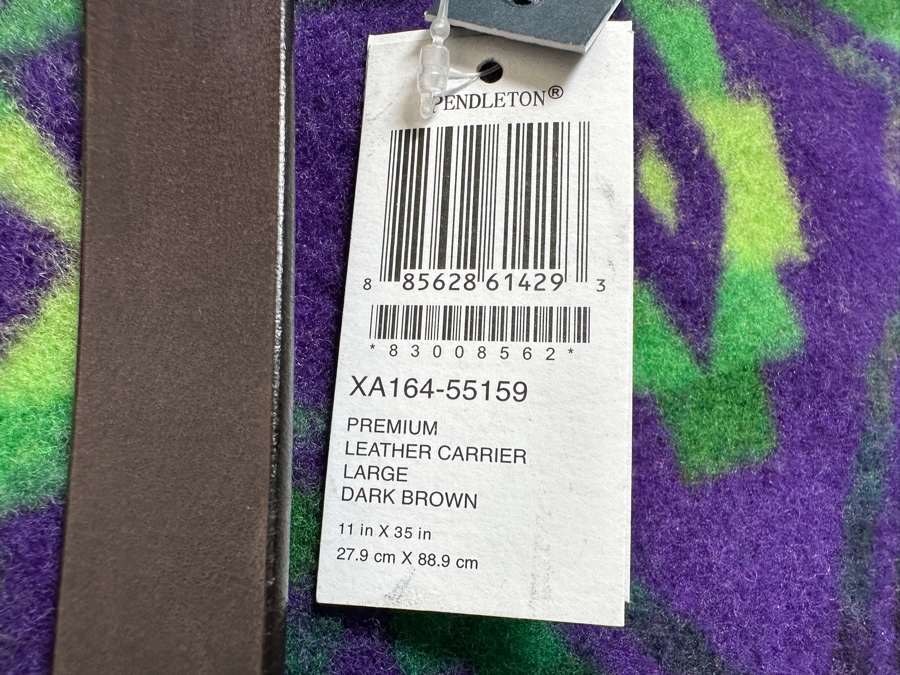 PENDLETON®
8 85628 61429 3
*83008562*
XA164-55159
PREMIUM
LEATHER CARRIER
LARGE
DARK BROWN
11 in X 35 in
27.9 cm X 88.9 cm